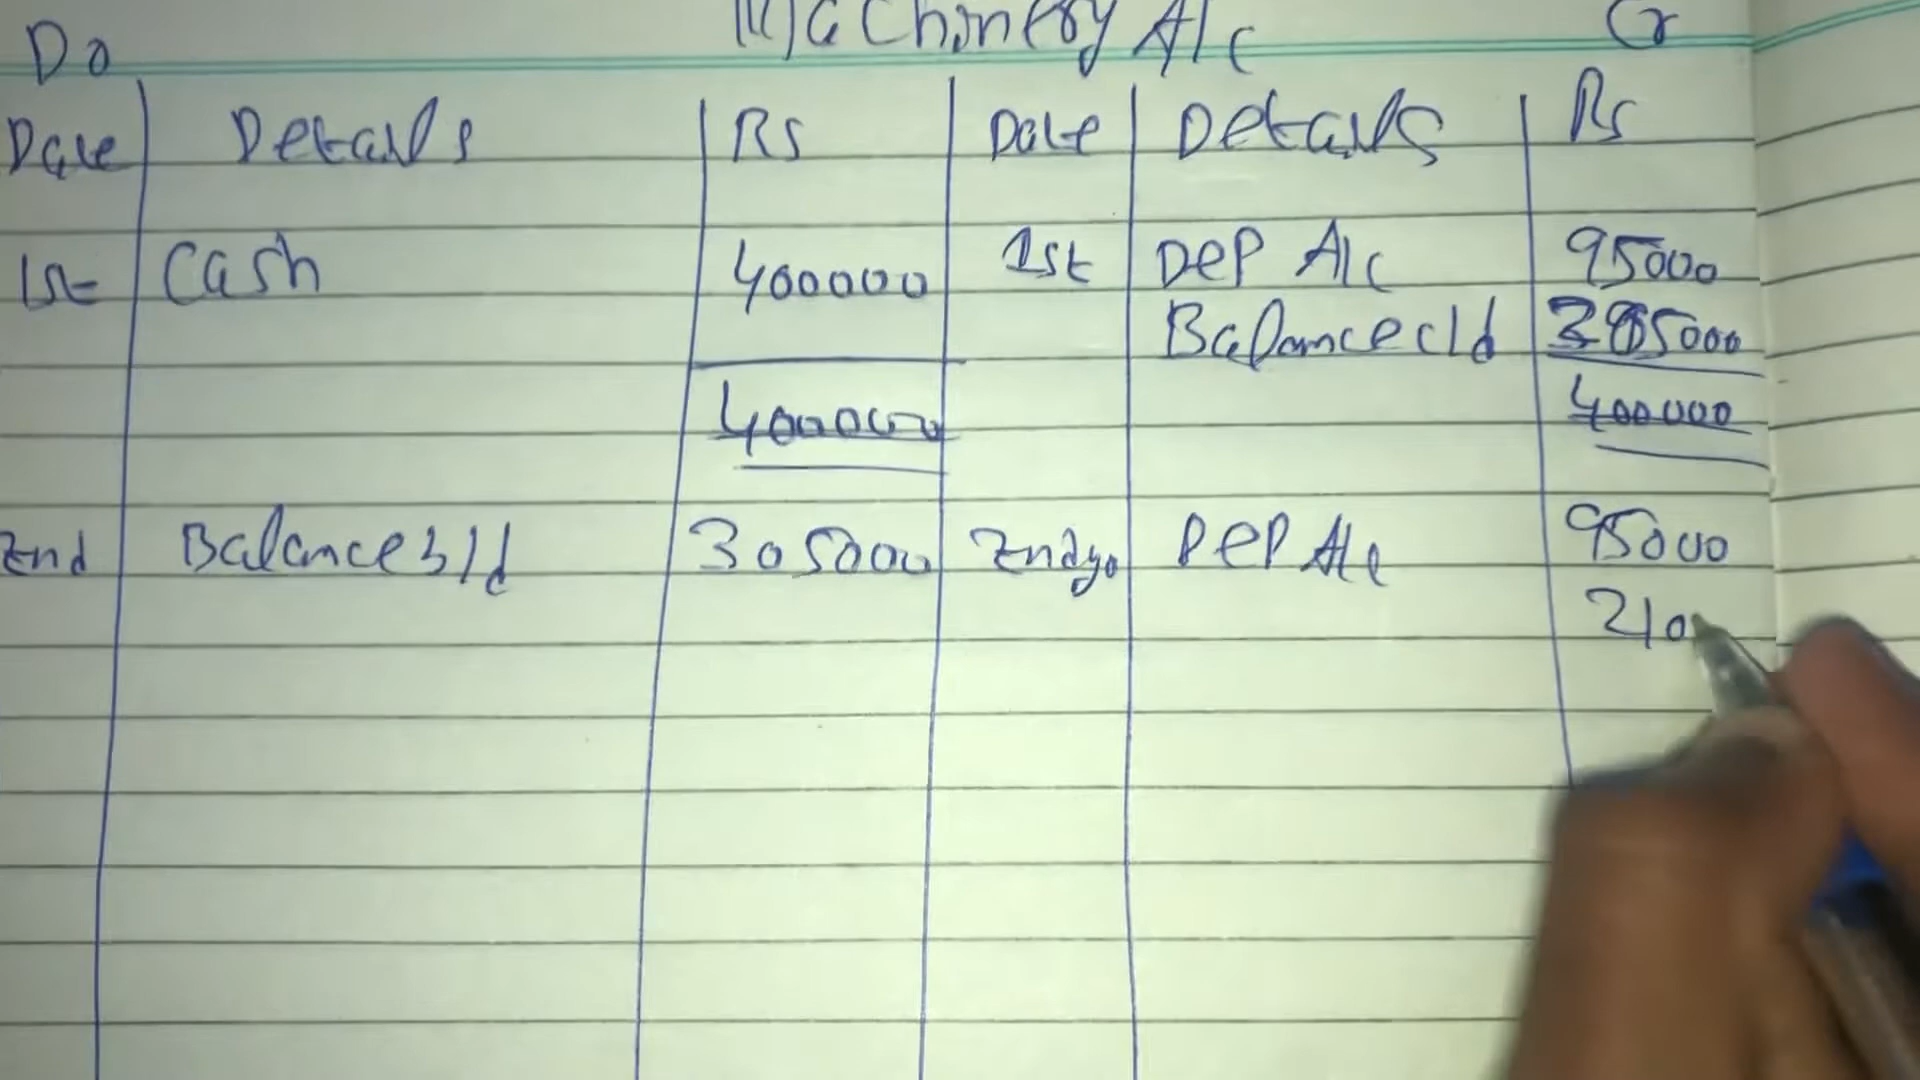 Dr Machinery A/c Cr
Date Details Rs Date Details Rs
1st Cash 400000 1st Dep A/c 95000
Balance c/d 305000
400000 400000
2nd Balance b/d 305000 2nd yr Dep A/c 95000
210